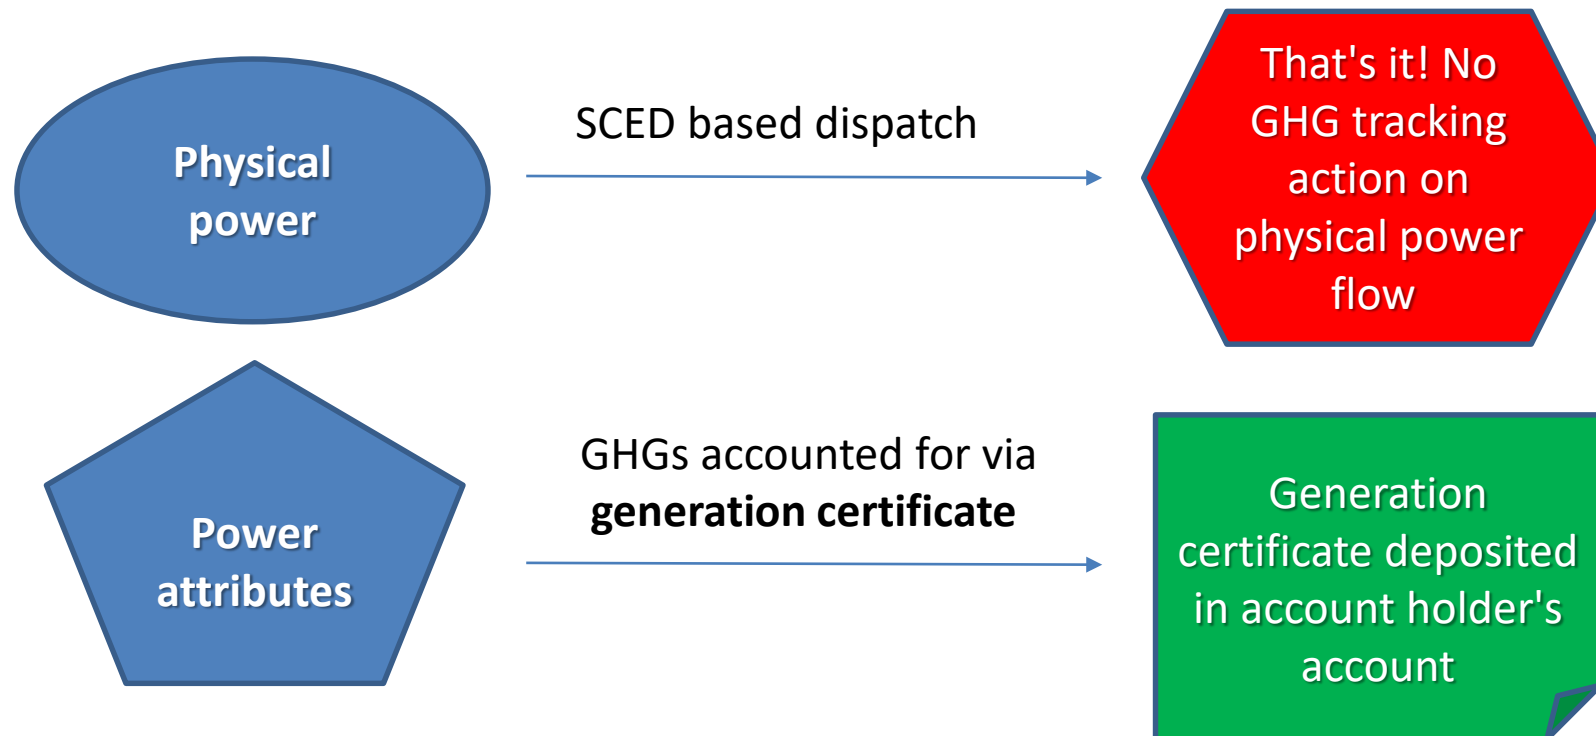 Physical
power
SCED based dispatch
That's it! No
GHG tracking
action on
physical power
flow
Power
attributes
GHGs accounted for via
generation certificate
Generation
certificate deposited
in account holder's
account